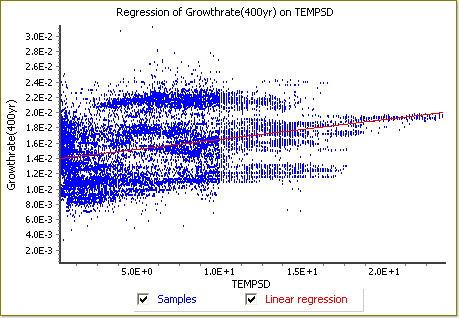 Regression of Growthrate(400yr) on TEMPSD
Growthrate(400yr)
3.0E-2
2.8E-2
2.6E-2
2.4E-2
2.2E-2
2.0E-2
1.8E-2
1.6E-2
1.4E-2
1.2E-2
1.0E-2
8.0E-3
6.0E-3
4.0E-3
2.0E-3
5.0E+0 1.0E+1 1.5E+1 2.0E+1
TEMPSD
Samples Linear regression